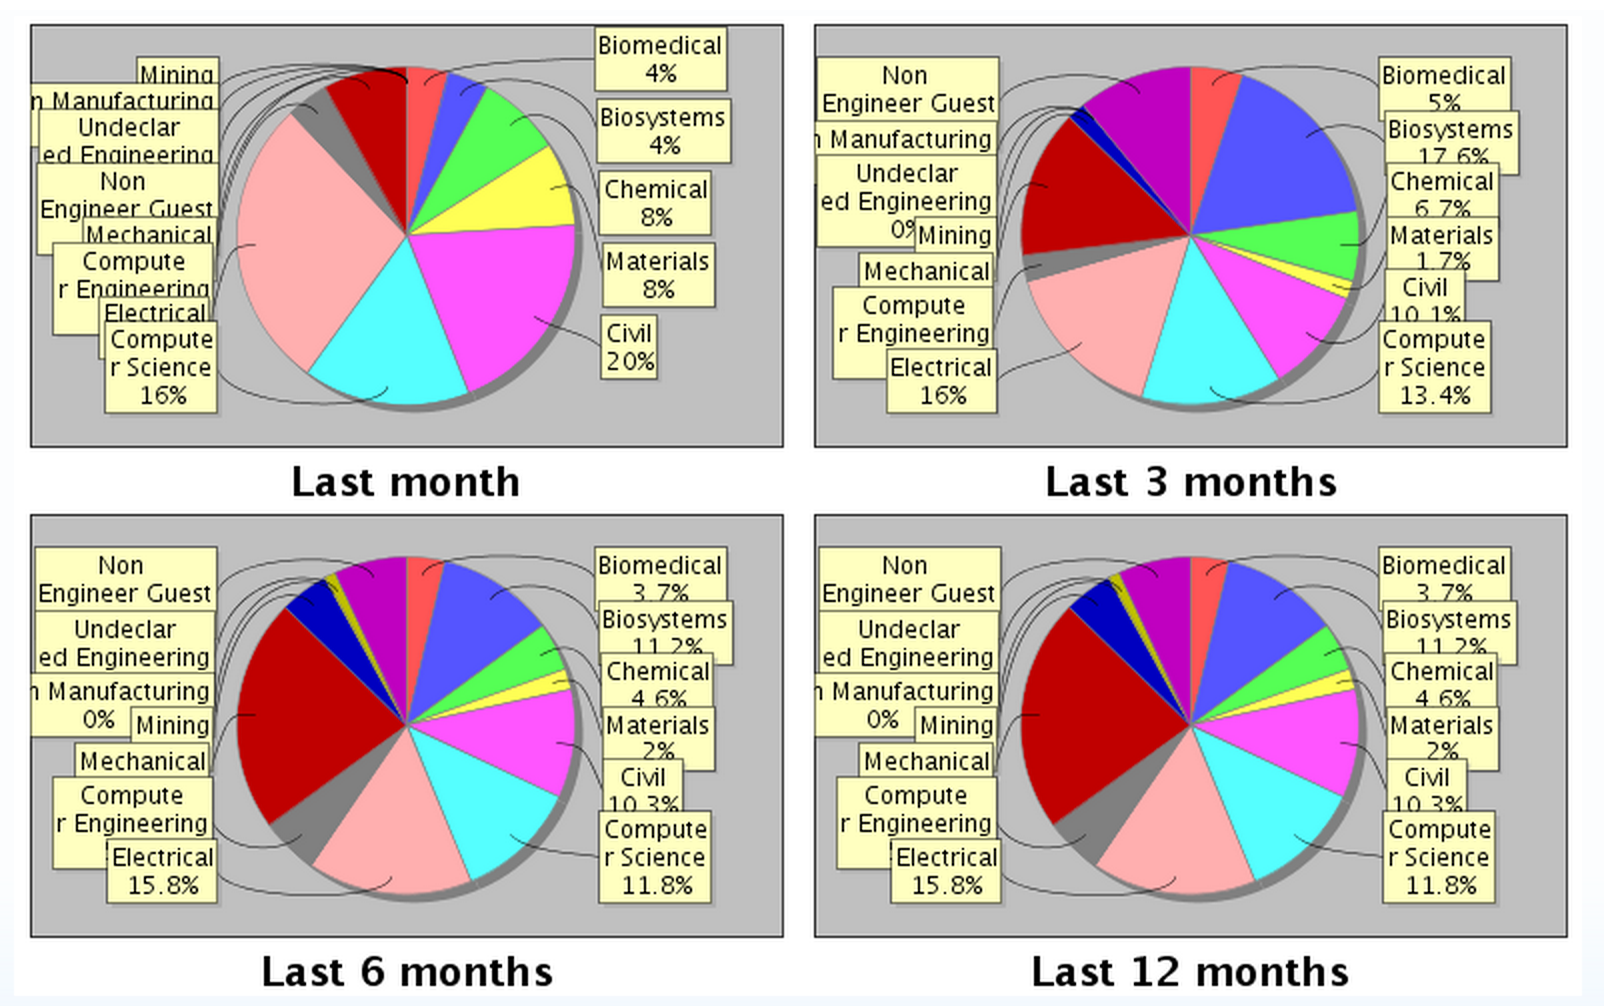 Mining
n Manufacturing
Undeclar
ed Engineering
Non
Engineer Guest
Mechanical
Compute
r Engineering
Electrical
Compute
r Science
16%
Biomedical
4%
Biosystems
4%
Chemical
8%
Materials
8%
Civil
20%
Last month
Non
Engineer Guest
n Manufacturing
Undeclar
ed Engineering
0%
Mining
Mechanical
Compute
r Engineering
Electrical
16%
Biomedical
5%
Biosystems
17.6%
Chemical
6.7%
Materials
1.7%
Civil
10.1%
Compute
r Science
13.4%
Last 3 months
Non
Engineer Guest
Undeclar
ed Engineering
n Manufacturing
0%
Mining
Mechanical
Compute
r Engineering
Electrical
15.8%
Biomedical
3.7%
Biosystems
11.2%
Chemical
4.6%
Materials
2%
Civil
10.3%
Compute
r Science
11.8%
Last 6 months
Non
Engineer Guest
Undeclar
ed Engineering
n Manufacturing
0%
Mining
Mechanical
Compute
r Engineering
Electrical
15.8%
Biomedical
3.7%
Biosystems
11.2%
Chemical
4.6%
Materials
2%
Civil
10.3%
Compute
r Science
11.8%
Last 12 months